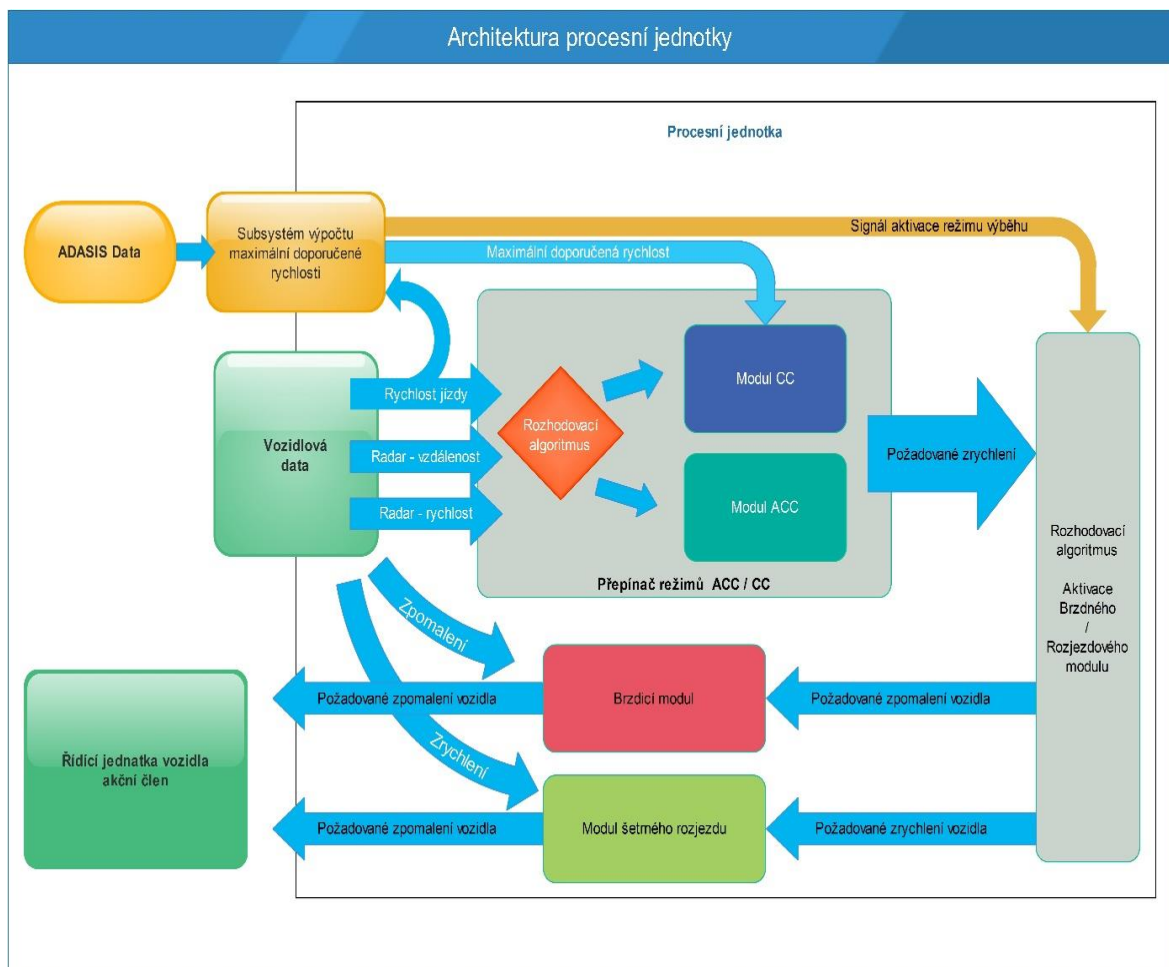 Architektura procesní jednotky
Procesní jednotka
ADASIS Data
Subsystém výpočtu
maximální doporučené
rychlosti
Signál aktivace režimu výběhu
Maximální doporučená rychlost
Vozidlová
data
Rychlost jízdy
Radar - vzdálenost
Radar - rychlost
Rozhodovací
algoritmus
Modul CC
Modul ACC
Přepínač režimů ACC / CC
Požadované zrychlení
Rozhodovací
algoritmus
Aktivace
Brzdného
/
Rozjezdového
modulu
Zpomalení
Zrychlení
Brzdicí modul
Požadované zpomalení vozidla
Požadované zpomalení vozidla
Řídící jednatka vozidla
akční člen
Požadované zpomalení vozidla
Modul šetrného rozjezdu
Požadované zrychlení vozidla